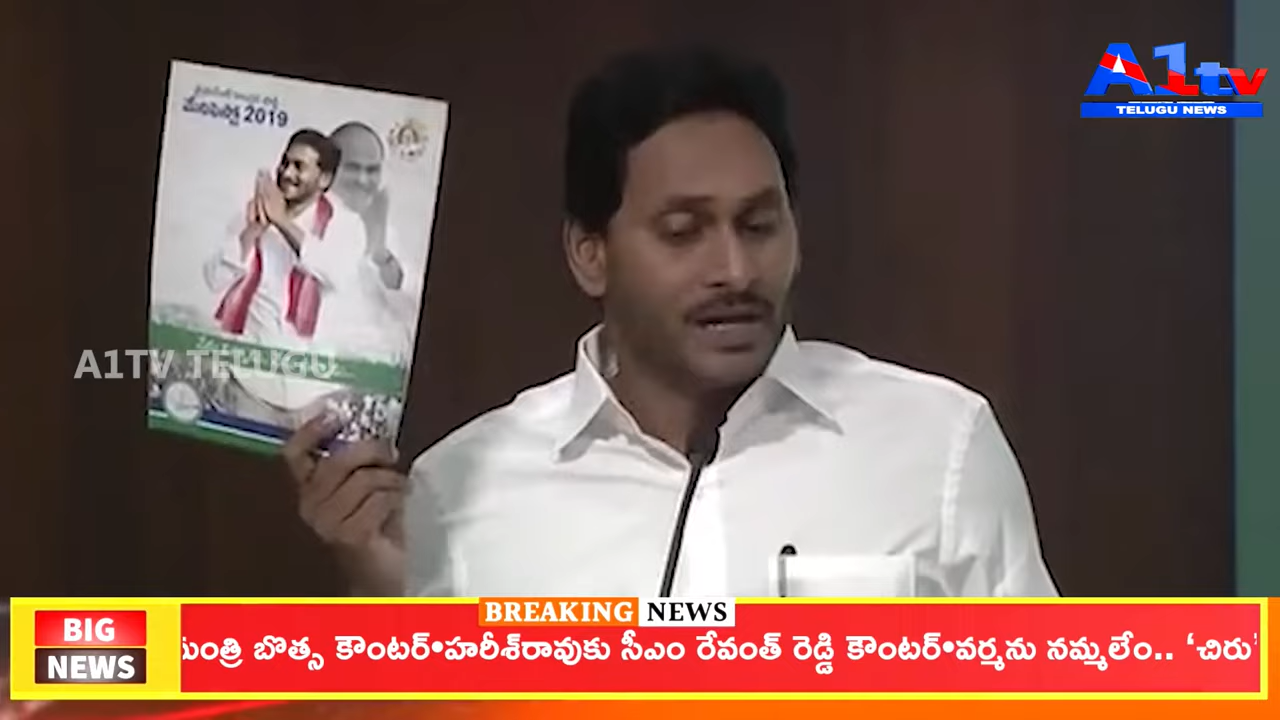 A1tv
TELUGU NEWS
మేనిఫెస్టో 2019
A1TV TELUGU
BREAKING NEWS
BIG
NEWS
మంత్రి బొత్స కౌంటర్•హరీశ్‌రావుకు సీఎం రేవంత్ రెడ్డి కౌంటర్•వర్మను నమ్మలేం.. ‘చిరు’